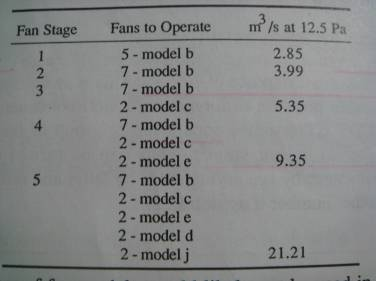 Fan Stage Fans to Operate m³/s at 12.5 Pa
1 5 - model b 2.85
2 7 - model b 3.99
3 7 - model b
2 - model c 5.35
4 7 - model b
2 - model c
2 - model e 9.35
5 7 - model b
2 - model c
2 - model e
2 - model d
2 - model j 21.21